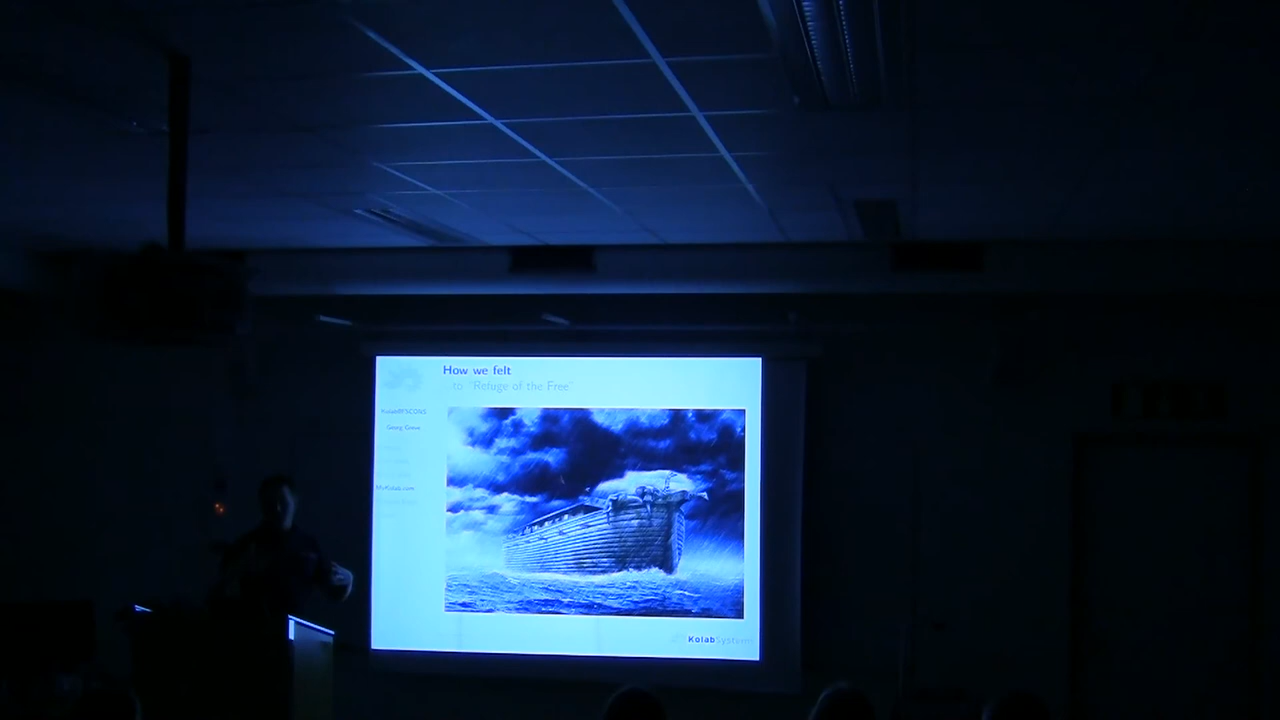 How we felt
to "Refuge of the Free"
Kolab@FSCONS
Georg Greve
MyKolab.com
KolabSystems